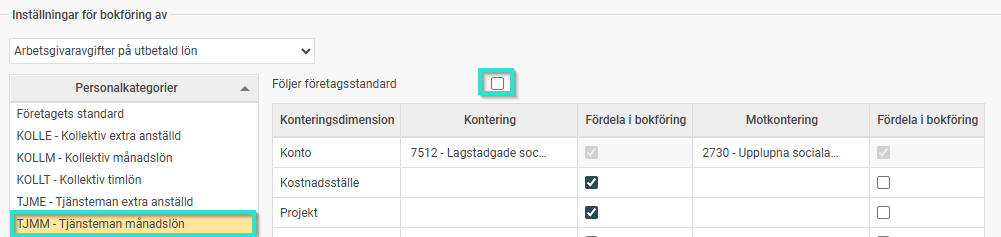 Inställningar för bokföring av
Arbetsgivaravgifter på utbetald lön
Personalkategorier
Företagets standard
KOLLE - Kollektiv extra anställd
KOLLM - Kollektiv månadslön
KOLLT - Kollektiv timlön
TJME - Tjänsteman extra anställd
TJMM - Tjänsteman månadslön
Följer företagsstandard
Konteringsdimension Kontering Fördela i bokföring Motkontering Fördela i bokföring
Konto 7512 - Lagstadgade soc... 2730 - Upplupna sociala...
Kostnadsställe
Projekt